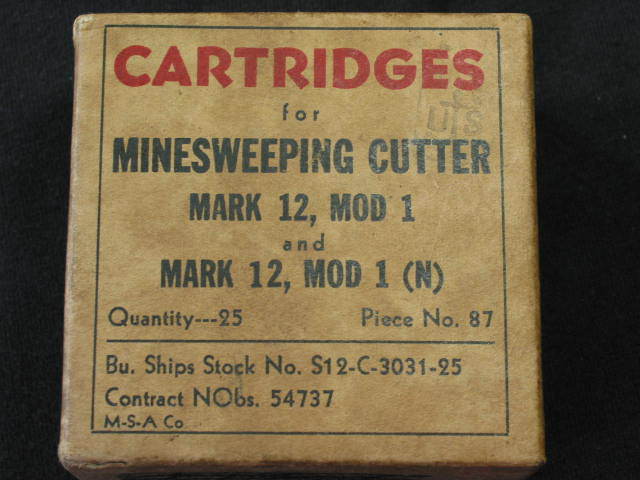 CARTRIDGES
for
MINESWEEPING CUTTER
MARK 12, MOD 1
and
MARK 12, MOD 1 (N)
Quantity---25 Piece No. 87
Bu. Ships Stock No. S12-C-3031-25
Contract NObs. 54737
M-S-A Co
US